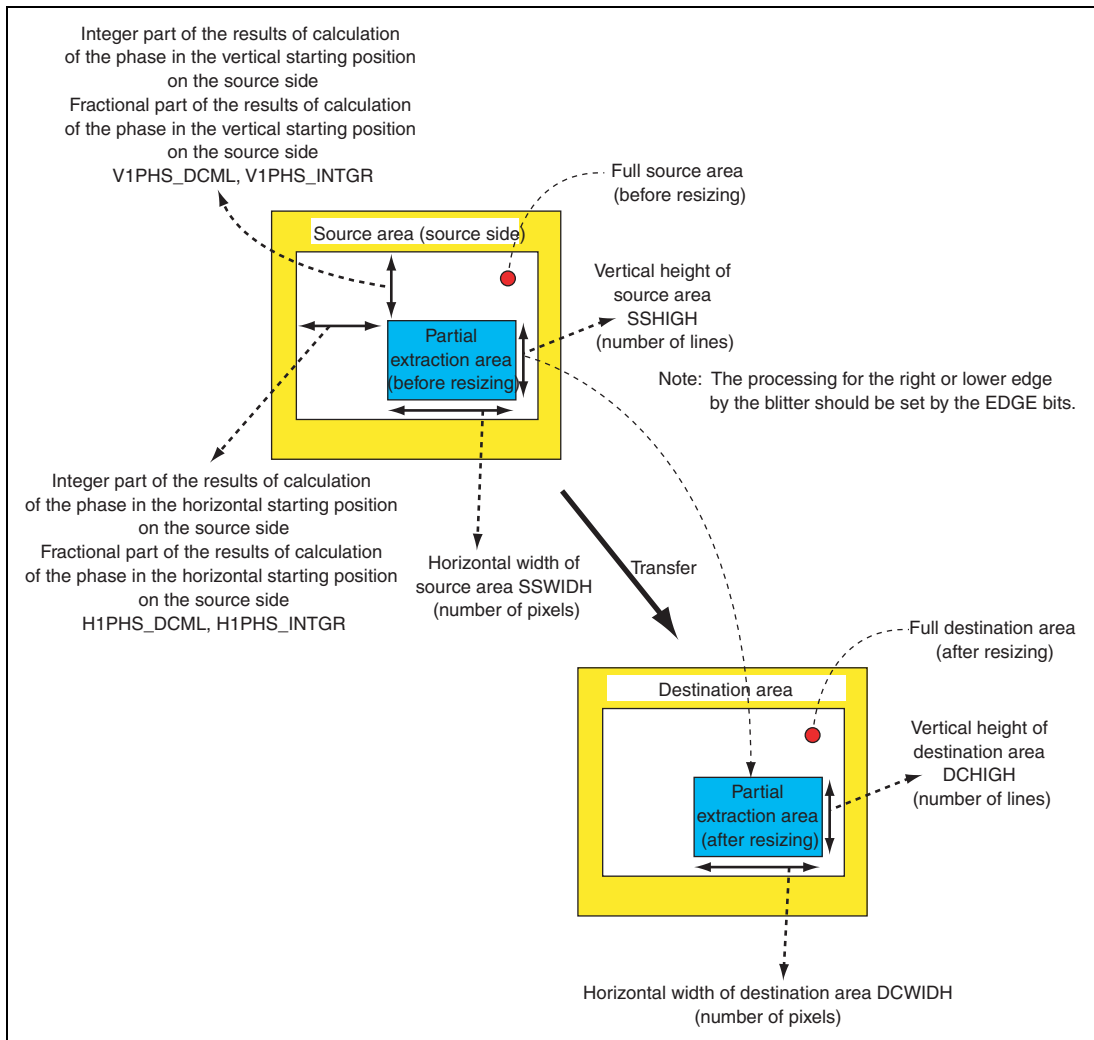 Integer part of the results of calculation
of the phase in the vertical starting position
on the source side
Fractional part of the results of calculation
of the phase in the vertical starting position
on the source side
V1PHS_DCML, V1PHS_INTGR
Full source area
(before resizing)
Source area (source side)
Vertical height of
source area
SSHIGH
(number of lines)
Partial
extraction area
(before resizing)
Note: The processing for the right or lower edge
by the blitter should be set by the EDGE bits.
Integer part of the results of calculation
of the phase in the horizontal starting position
on the source side
Fractional part of the results of calculation
of the phase in the horizontal starting position
on the source side
H1PHS_DCML, H1PHS_INTGR
Horizontal width of
source area SSWIDH
(number of pixels)
Transfer
Full destination area
(after resizing)
Destination area
Vertical height of
destination area
DCHIGH
(number of lines)
Partial
extraction area
(after resizing)
Horizontal width of destination area DCWIDH
(number of pixels)